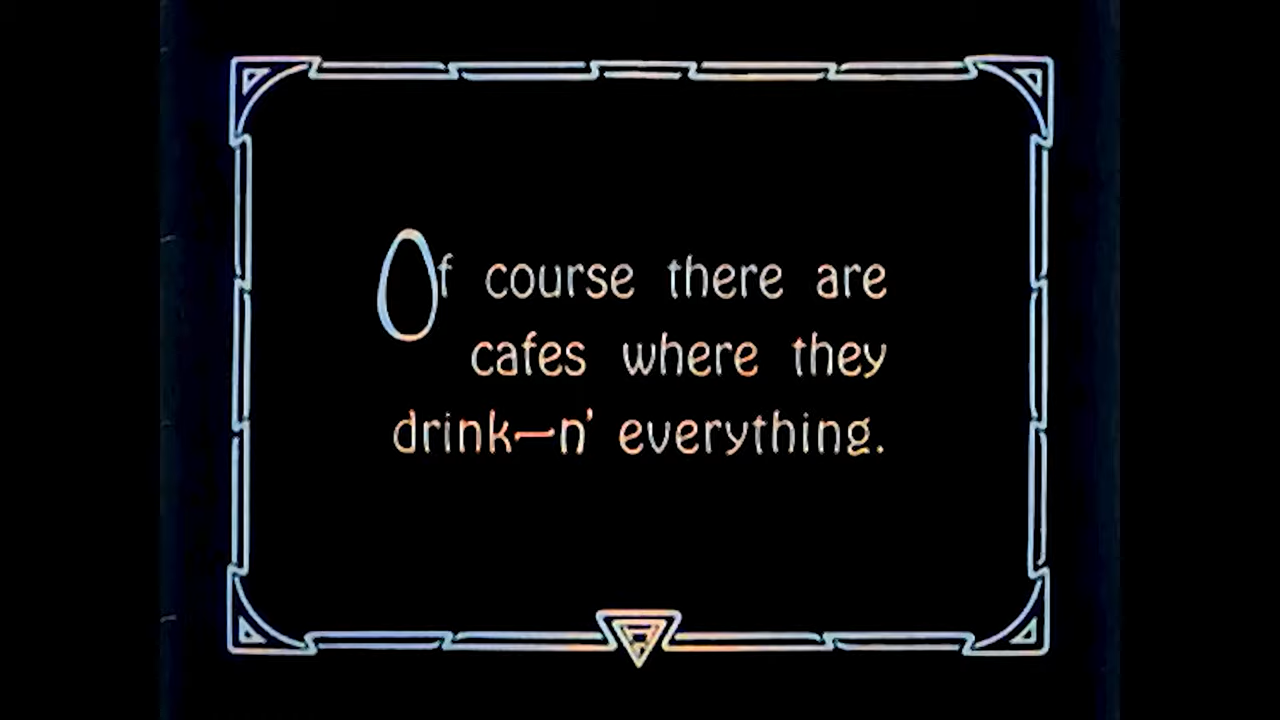 Of course there are
cafes where they
drink—n’ everything.